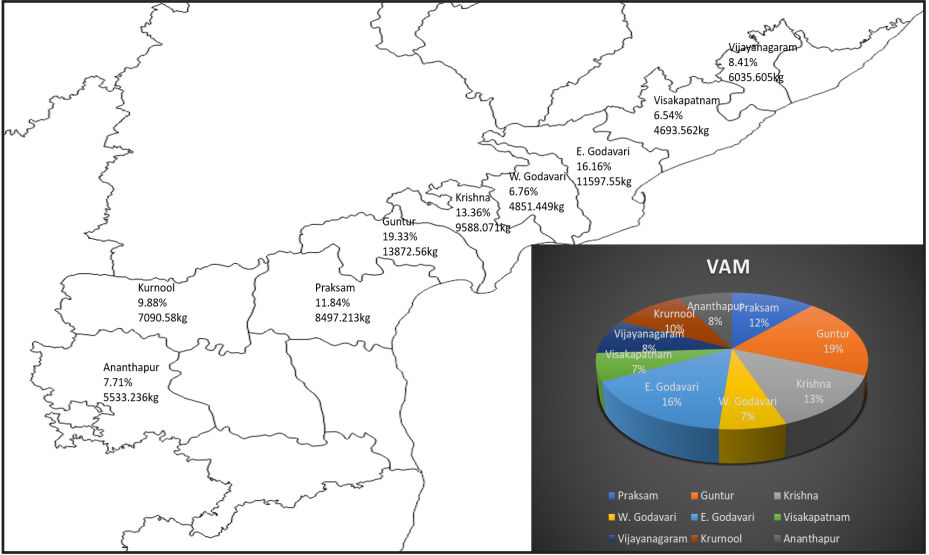 Vijayanagaram
8.41%
6035.605kg
Visakapatnam
6.54%
4693.562kg
E. Godavari
16.16%
11597.55kg
W. Godavari
6.76%
4851.449kg
Krishna
13.36%
9588.071kg
Guntur
19.33%
13872.56kg
Kurnool
9.88%
7090.58kg
Praksam
11.84%
8497.213kg
Ananthapur
7.71%
5533.236kg
VAM
Praksam
12%
Guntur
19%
Krishna
13%
W. Godavari
7%
E. Godavari
16%
Visakapatnam
7%
Vijayanagaram
8%
Krurnool
10%
Ananthapur
8%
Praksam Guntur Krishna
W. Godavari E. Godavari Visakapatnam
Vijayanagaram Krurnool Ananthapur